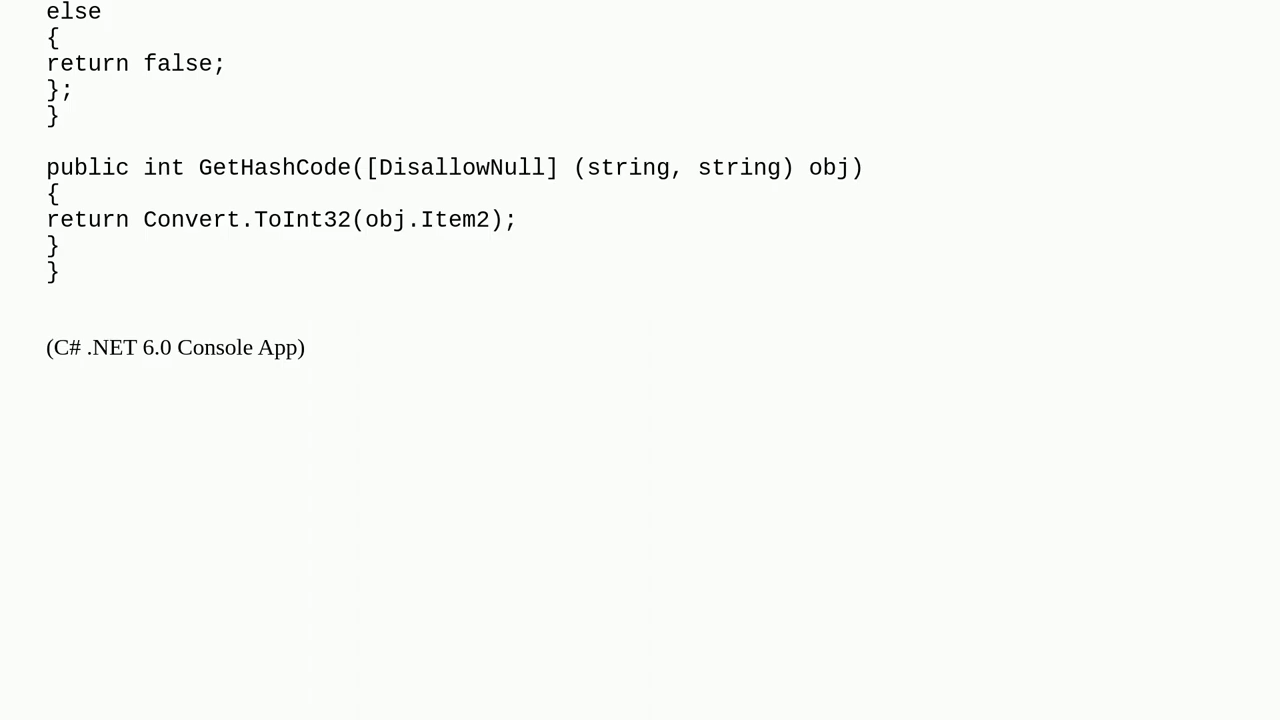 else
{
return false;
};
}
public int GetHashCode([DisallowNull] (string, string) obj)
{
return Convert.ToInt32(obj.Item2);
}
}
(C# .NET 6.0 Console App)